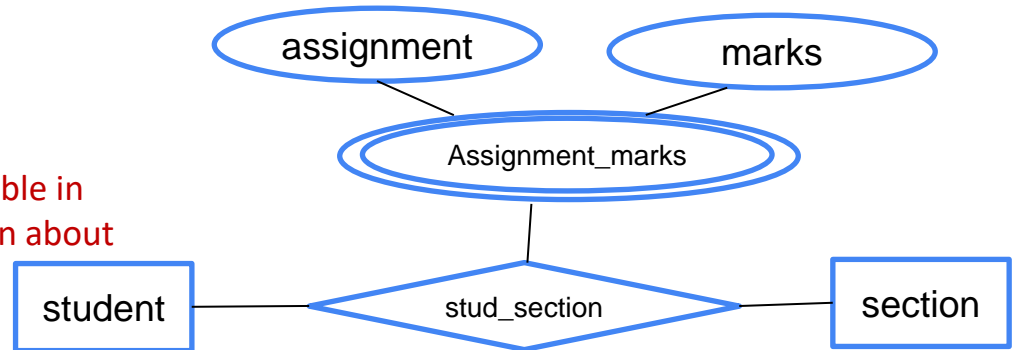 assignment
marks
Assignment_marks
ble in
n about
student
stud_section
section